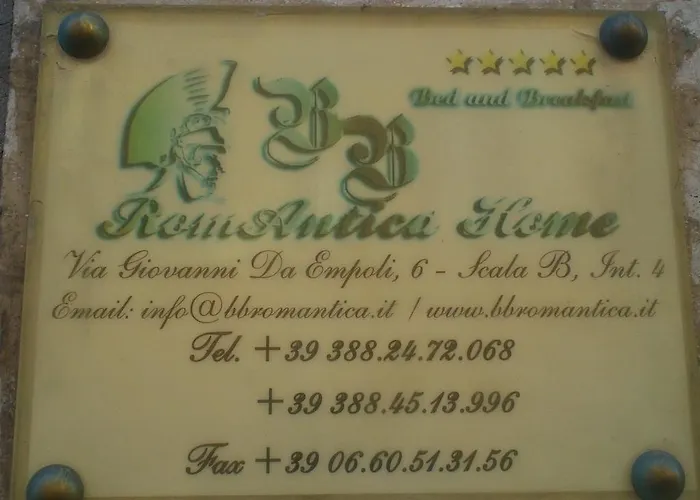 ★★★★★
Bed and Breakfast
BB
RomAntica Home
Via Giovanni Da Empoli, 6 - Scala B, Int. 4
Email: info@bbromantica.it / www.bbromantica.it
Tel. +39 388.24.72.068
+39 388.45.13.996
Fax +39 06.60.51.31.56